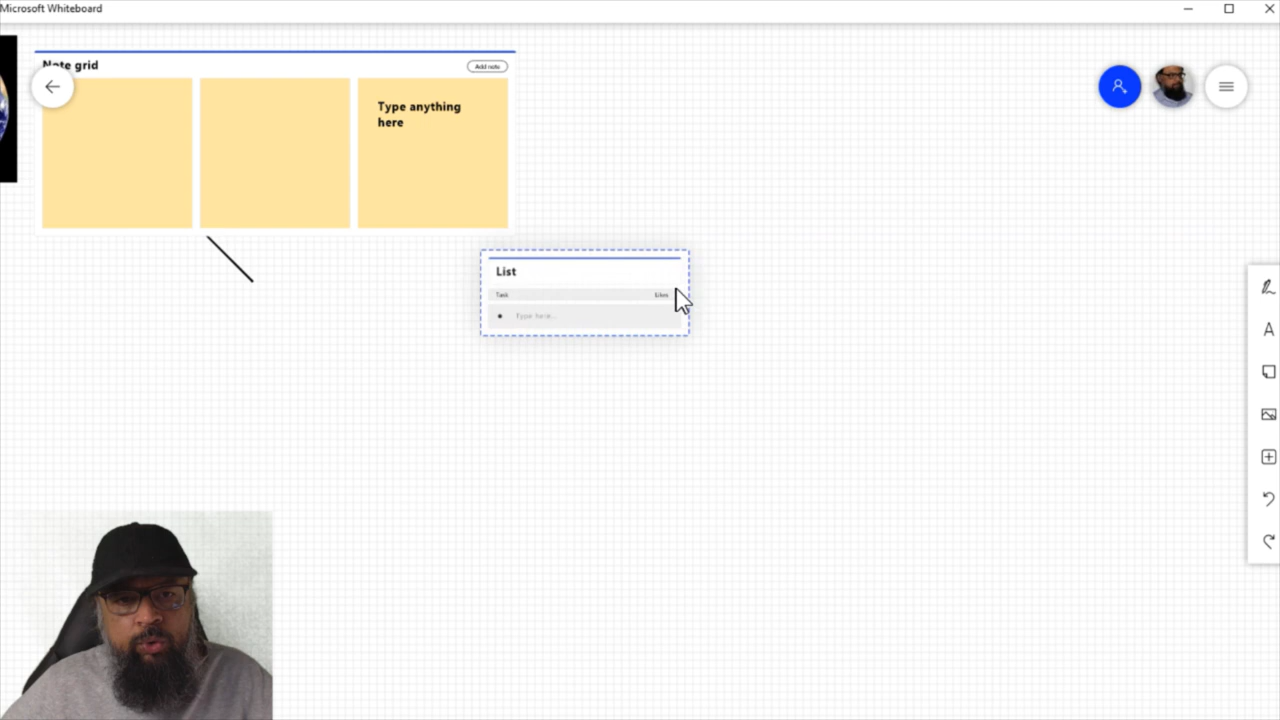 Microsoft Whiteboard
Note grid
Add note
Type anything
here
List
Task
Likes
Type here...